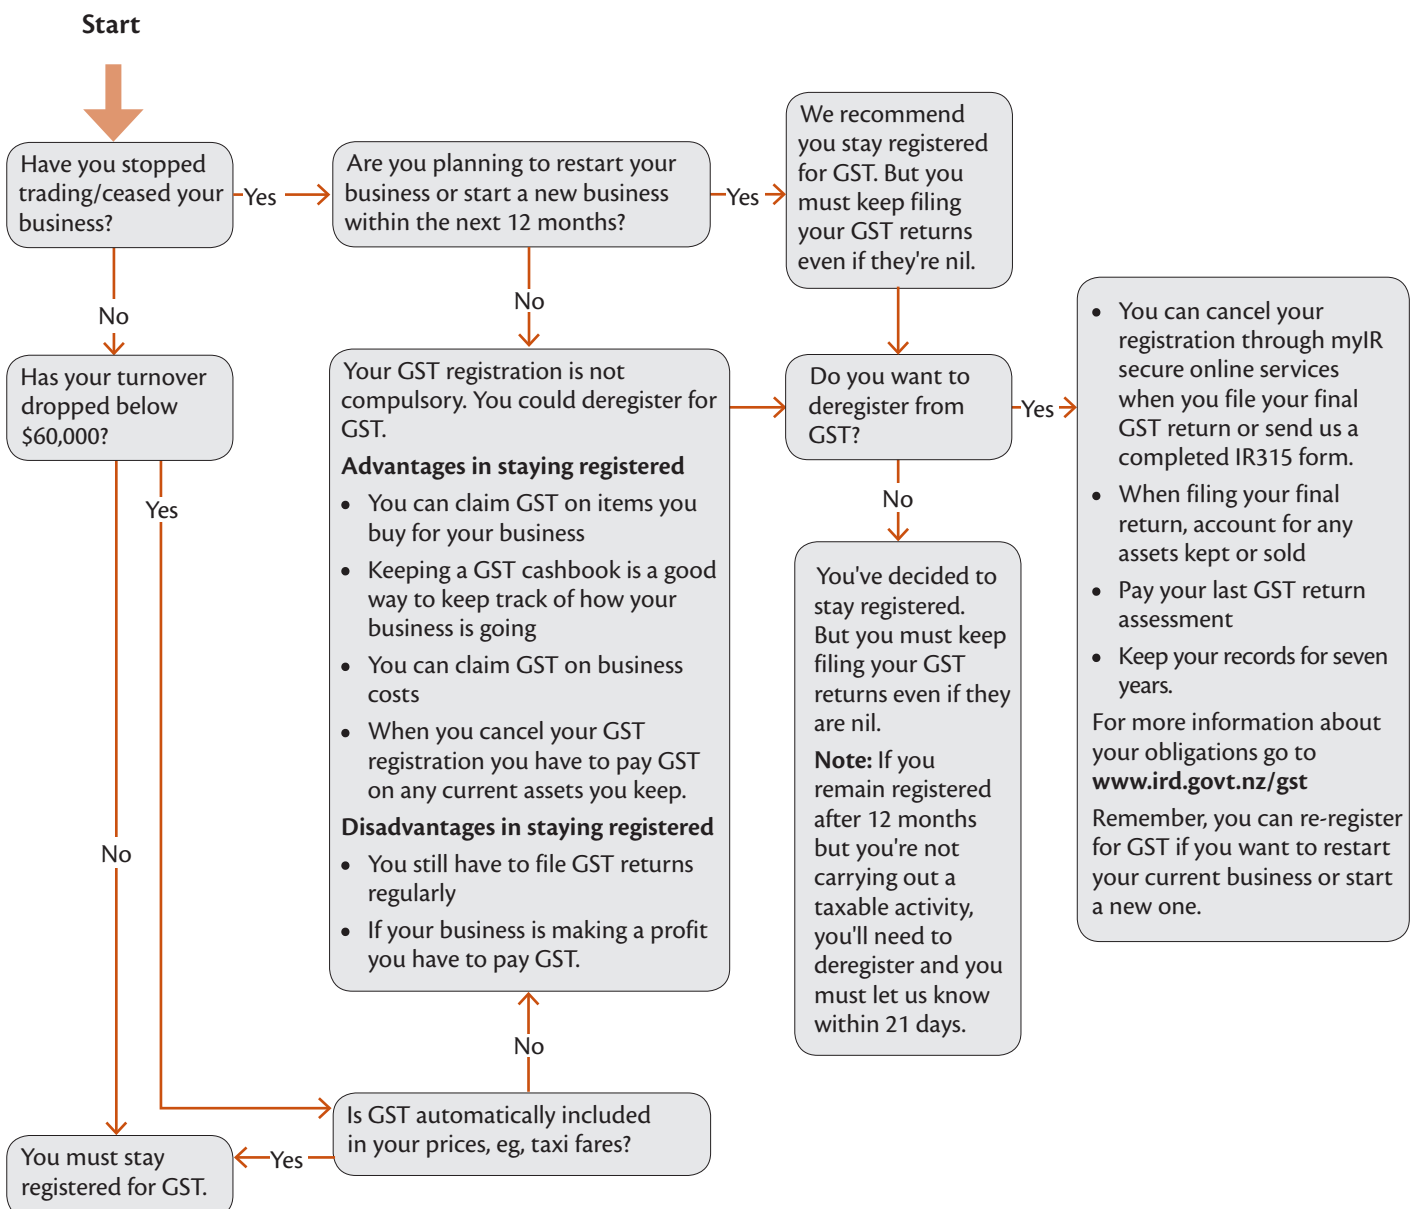 Start
Have you stopped
trading/ceased your
business?
Yes
Are you planning to restart your
business or start a new business
within the next 12 months?
Yes
We recommend
you stay registered
for GST. But you
must keep filing
your GST returns
even if they're nil.
No
No
Has your turnover
dropped below
$60,000?
Your GST registration is not
compulsory. You could deregister for
GST.
Advantages in staying registered
• You can claim GST on items you
buy for your business
• Keeping a GST cashbook is a good
way to keep track of how your
business is going
• You can claim GST on business
costs
• When you cancel your GST
registration you have to pay GST
on any current assets you keep.
Disadvantages in staying registered
• You still have to file GST returns
regularly
• If your business is making a profit
you have to pay GST.
Do you want to
deregister from
GST?
Yes
• You can cancel your
registration through myIR
secure online services
when you file your final
GST return or send us a
completed IR315 form.
• When filing your final
return, account for any
assets kept or sold
• Pay your last GST return
assessment
• Keep your records for seven
years.
For more information about
your obligations go to
www.ird.govt.nz/gst
Remember, you can re-register
for GST if you want to restart
your current business or start
a new one.
No
You've decided to
stay registered.
But you must keep
filing your GST
returns even if they
are nil.
Note: If you
remain registered
after 12 months
but you're not
carrying out a
taxable activity,
you'll need to
deregister and you
must let us know
within 21 days.
Yes
No
No
Is GST automatically included
in your prices, eg, taxi fares?
Yes
You must stay
registered for GST.